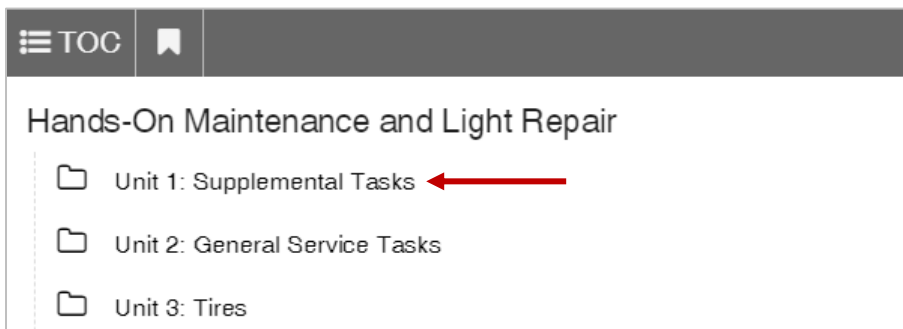 TOC
Hands-On Maintenance and Light Repair
Unit 1: Supplemental Tasks
Unit 2: General Service Tasks
Unit 3: Tires